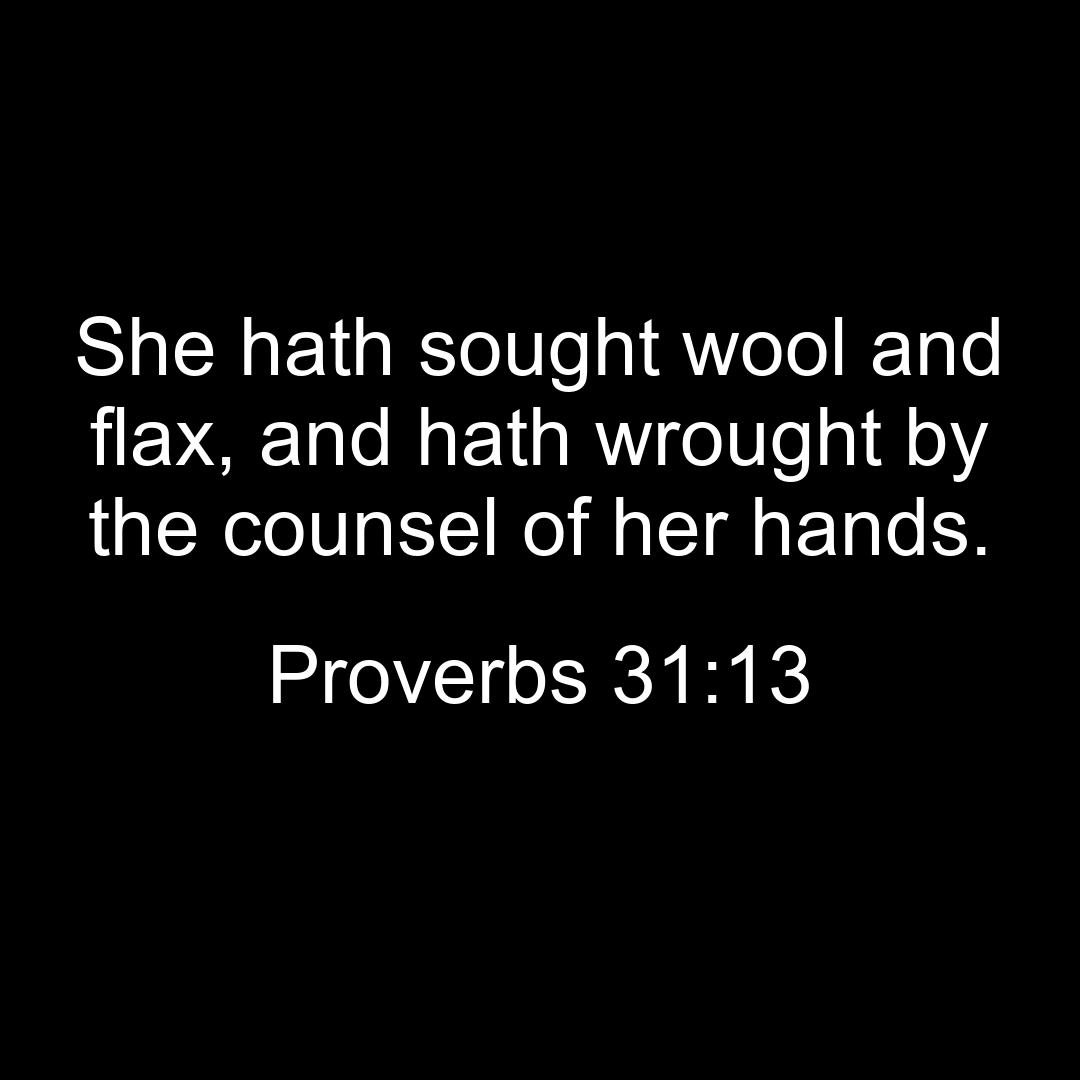 She hath sought wool and
flax, and hath wrought by
the counsel of her hands.
Proverbs 31:13